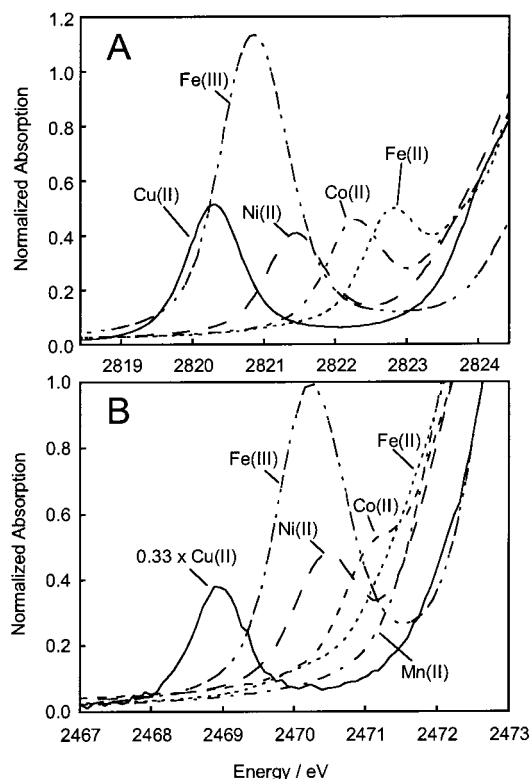 A
Normalized Absorption
1.2
1.0
0.8
0.6
0.4
0.2
0.0
Fe(III)
Cu(II)
Ni(II)
Co(II)
Fe(II)
2819 2820 2821 2822 2823 2824
B
Normalized Absorption
1.0
0.8
0.6
0.4
0.2
0.0
Fe(III)
Fe(II)
Co(II)
Ni(II)
0.33 x Cu(II)
Mn(II)
2467 2468 2469 2470 2471 2472 2473
Energy / eV